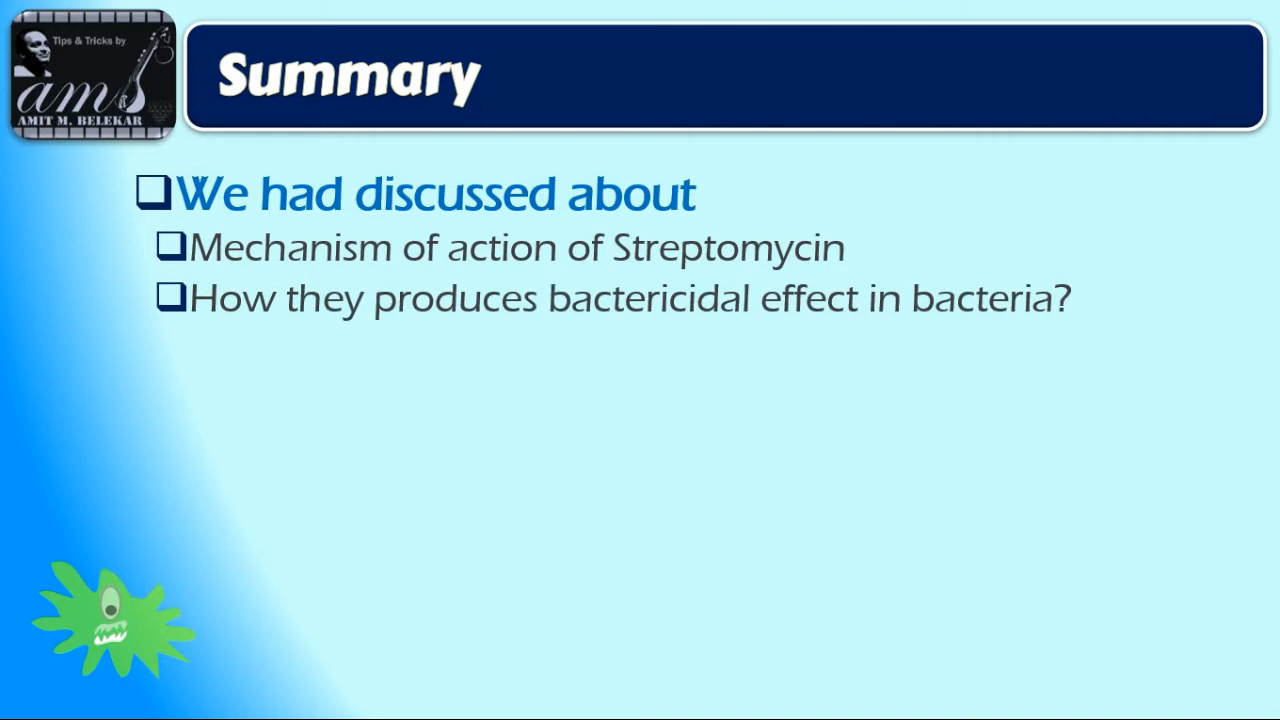 Tips & Tricks by
am
AMIT M. BELEKAR
Summary
We had discussed about
Mechanism of action of Streptomycin
How they produces bactericidal effect in bacteria?